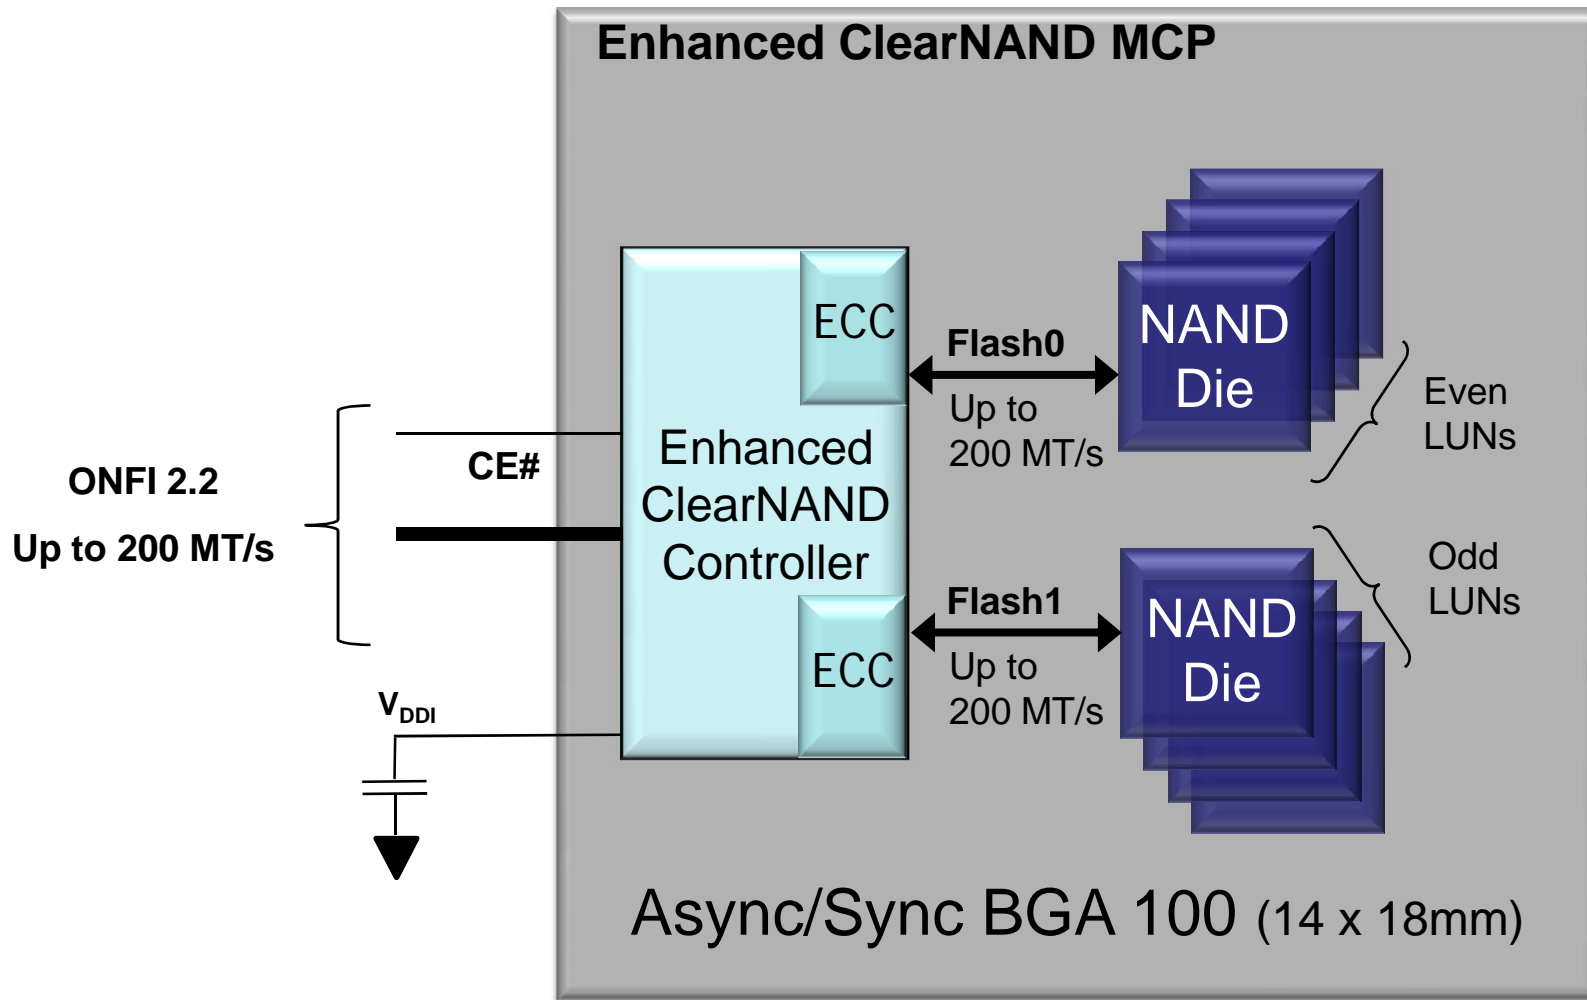 Enhanced ClearNAND MCP
ECC
NAND
Die
Flash0
Up to
200 MT/s
Even
LUNs
CE#
ONFI 2.2
Up to 200 MT/s
Enhanced
ClearNAND
Controller
Odd
LUNs
Flash1
Up to
200 MT/s
NAND
Die
ECC
VDDI
Async/Sync BGA 100 (14 x 18mm)